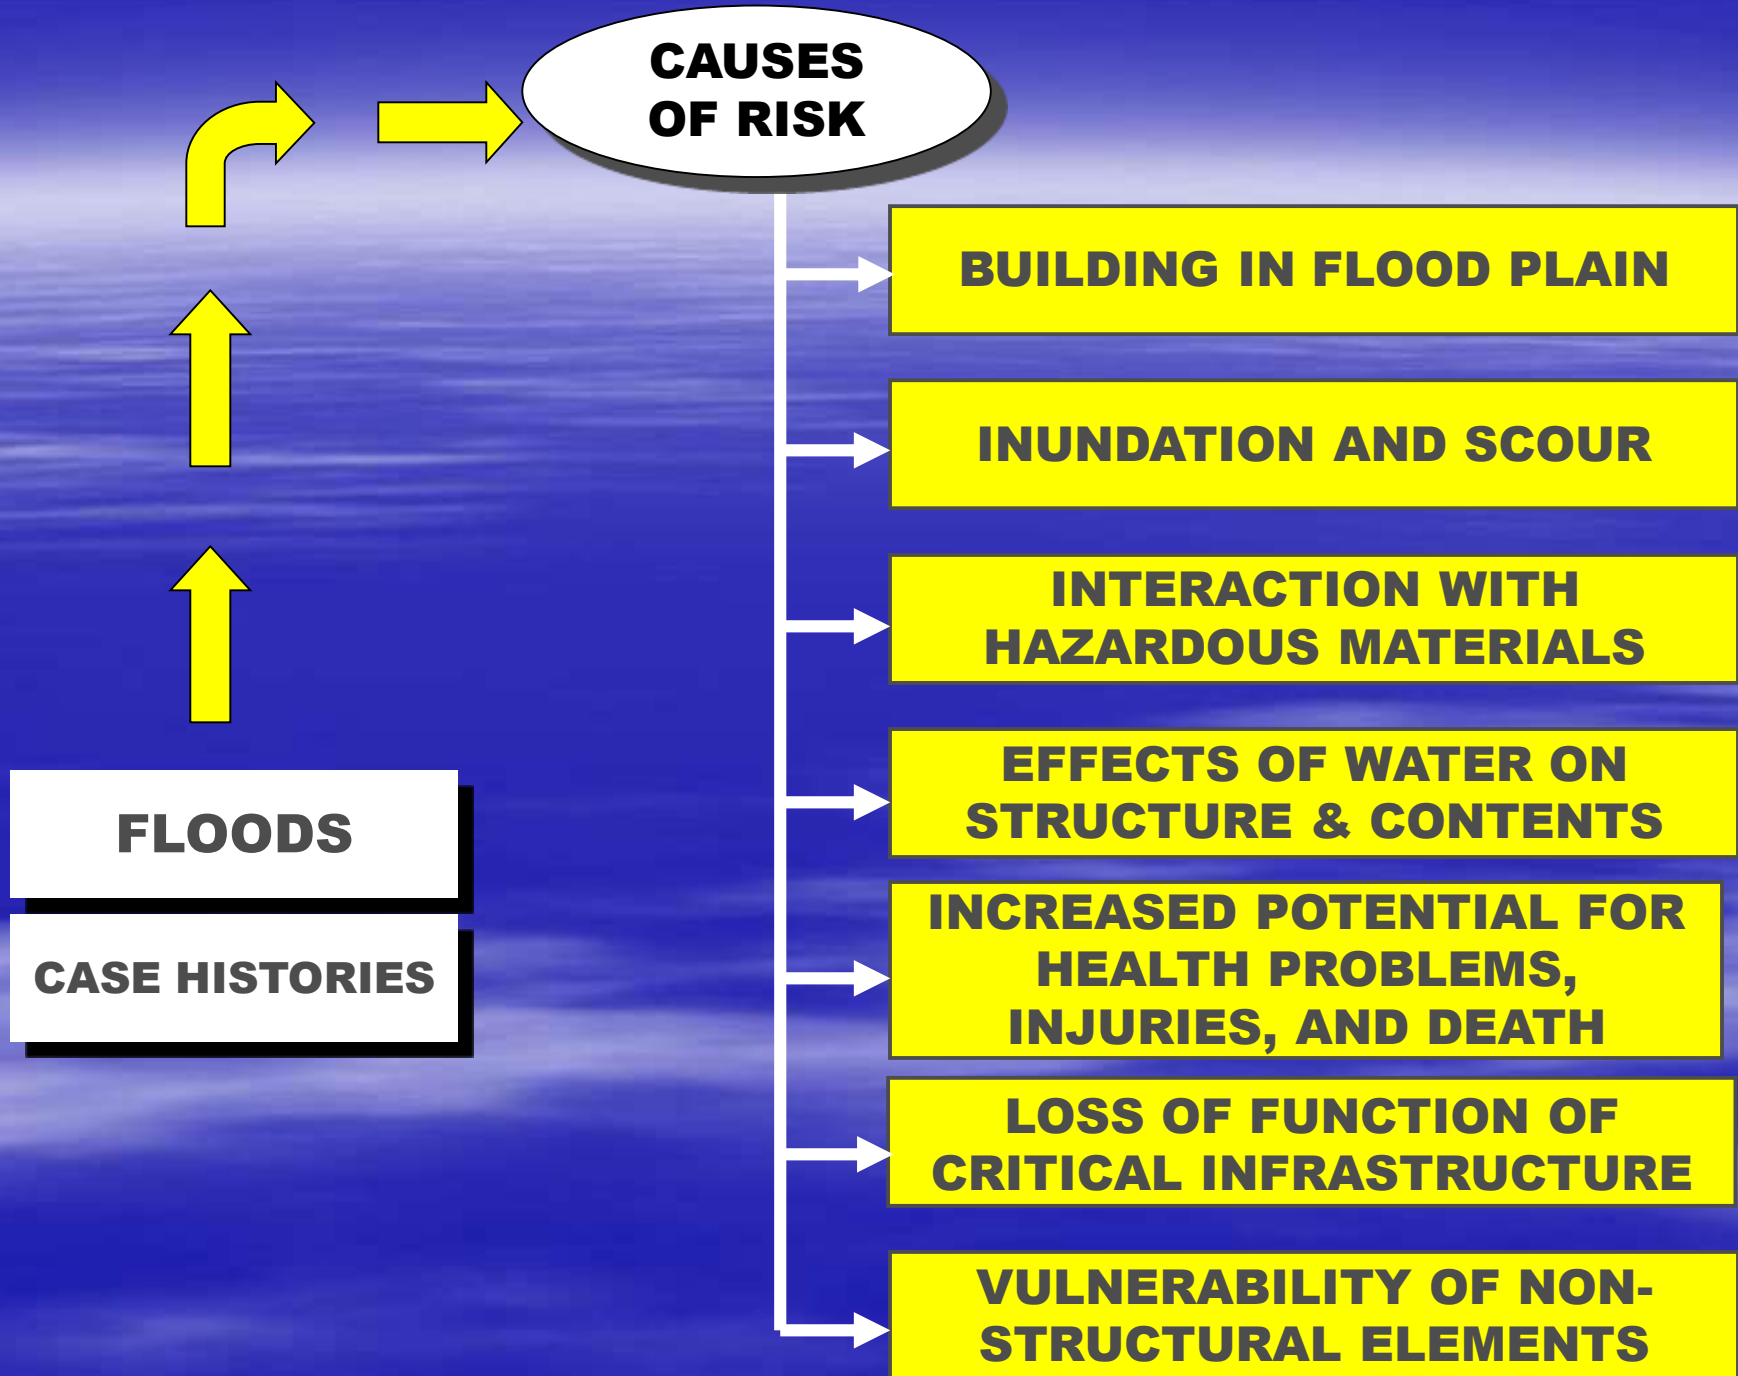 CAUSES
OF RISK
BUILDING IN FLOOD PLAIN
INUNDATION AND SCOUR
INTERACTION WITH
HAZARDOUS MATERIALS
EFFECTS OF WATER ON
STRUCTURE & CONTENTS
INCREASED POTENTIAL FOR
HEALTH PROBLEMS,
INJURIES, AND DEATH
LOSS OF FUNCTION OF
CRITICAL INFRASTRUCTURE
VULNERABILITY OF NON-
STRUCTURAL ELEMENTS
FLOODS
CASE HISTORIES